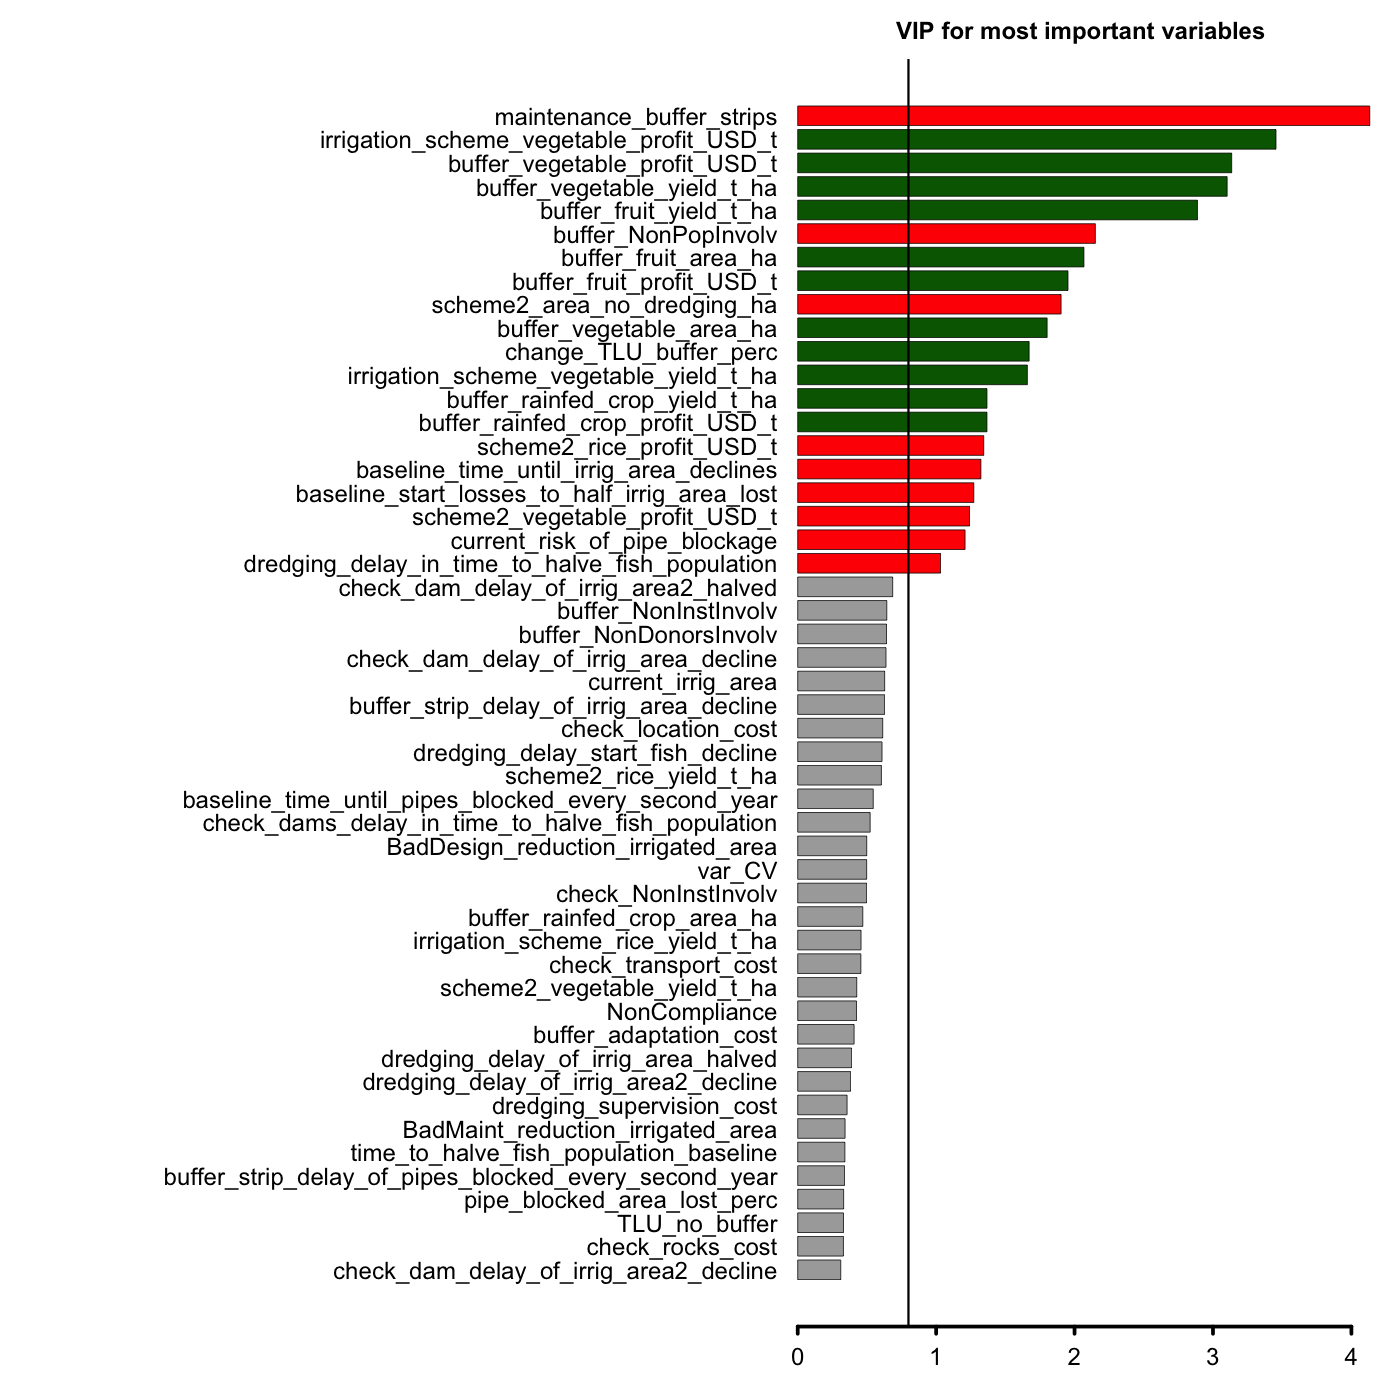 VIP for most important variables
maintenance_buffer_strips
irrigation_scheme_vegetable_profit_USD_t
buffer_vegetable_profit_USD_t
buffer_vegetable_yield_t_ha
buffer_fruit_yield_t_ha
buffer_NonPopInvolv
buffer_fruit_area_ha
buffer_fruit_profit_USD_t
scheme2_area_no_dredging_ha
buffer_vegetable_area_ha
change_TLU_buffer_perc
irrigation_scheme_vegetable_yield_t_ha
buffer_rainfed_crop_yield_t_ha
buffer_rainfed_crop_profit_USD_t
scheme2_rice_profit_USD_t
baseline_time_until_irrig_area_declines
baseline_start_losses_to_half_irrig_area_lost
scheme2_vegetable_profit_USD_t
current_risk_of_pipe_blockage
dredging_delay_in_time_to_halve_fish_population
check_dam_delay_of_irrig_area2_halved
buffer_NonInstInvolv
buffer_NonDonorsInvolv
check_dam_delay_of_irrig_area_decline
current_irrig_area
buffer_strip_delay_of_irrig_area_decline
check_location_cost
dredging_delay_start_fish_decline
scheme2_rice_yield_t_ha
baseline_time_until_pipes_blocked_every_second_year
check_dams_delay_in_time_to_halve_fish_population
BadDesign_reduction_irrigated_area
var_CV
check_NonInstInvolv
buffer_rainfed_crop_area_ha
irrigation_scheme_rice_yield_t_ha
check_transport_cost
scheme2_vegetable_yield_t_ha
NonCompliance
buffer_adaptation_cost
dredging_delay_of_irrig_area_halved
dredging_delay_of_irrig_area2_decline
dredging_supervision_cost
BadMaint_reduction_irrigated_area
time_to_halve_fish_population_baseline
buffer_strip_delay_of_pipes_blocked_every_second_year
pipe_blocked_area_lost_perc
TLU_no_buffer
check_rocks_cost
check_dam_delay_of_irrig_area2_decline
0 1 2 3 4